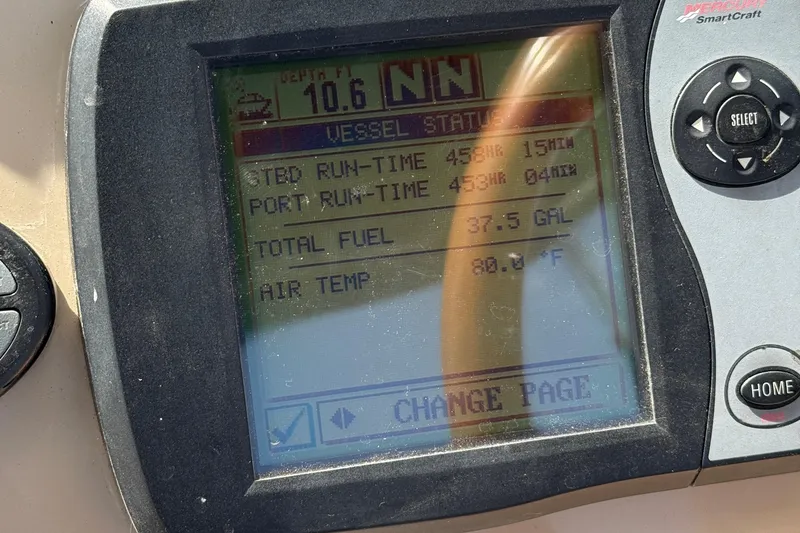 MERCURY
SmartCraft
DEPTH FT
10.6
N N
VESSEL STATUS
STBD RUN-TIME 458HR 15MIN
PORT RUN-TIME 453HR 04MIN
TOTAL FUEL 37.5 GAL
AIR TEMP 80.0 °F
CHANGE PAGE
SELECT
HOME